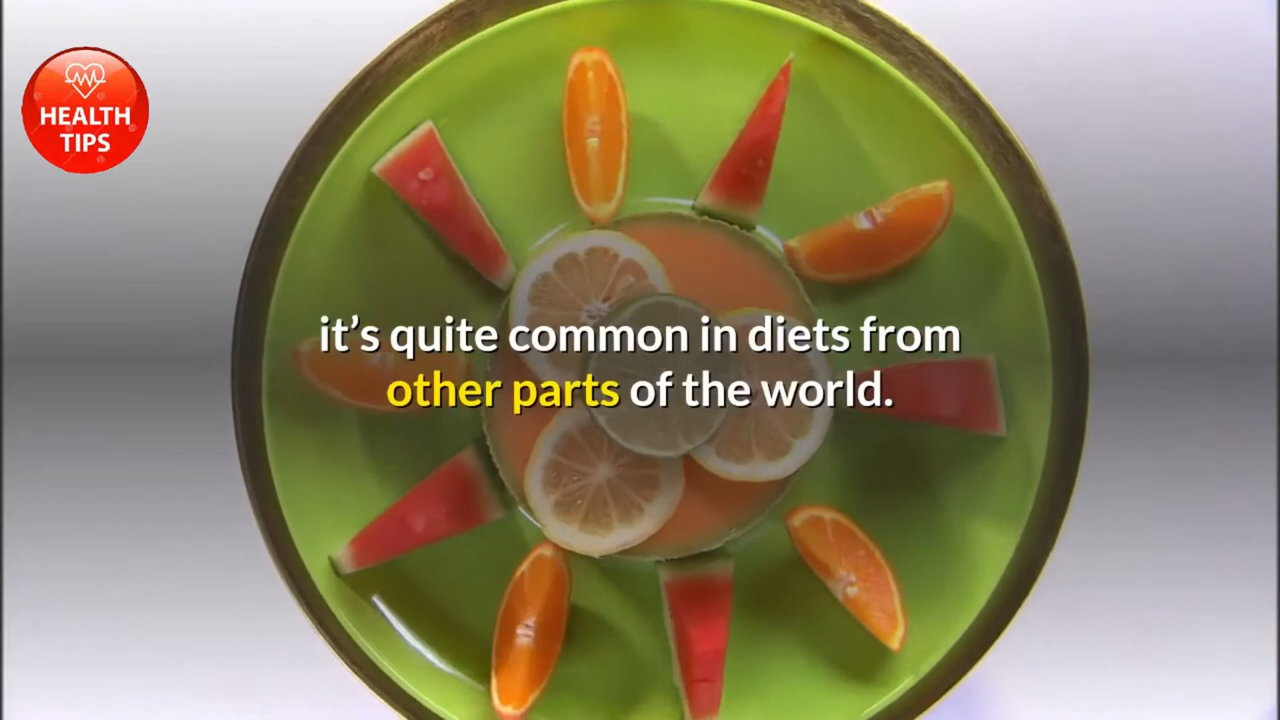 HEALTH
TIPS
it’s quite common in diets from
other parts of the world.